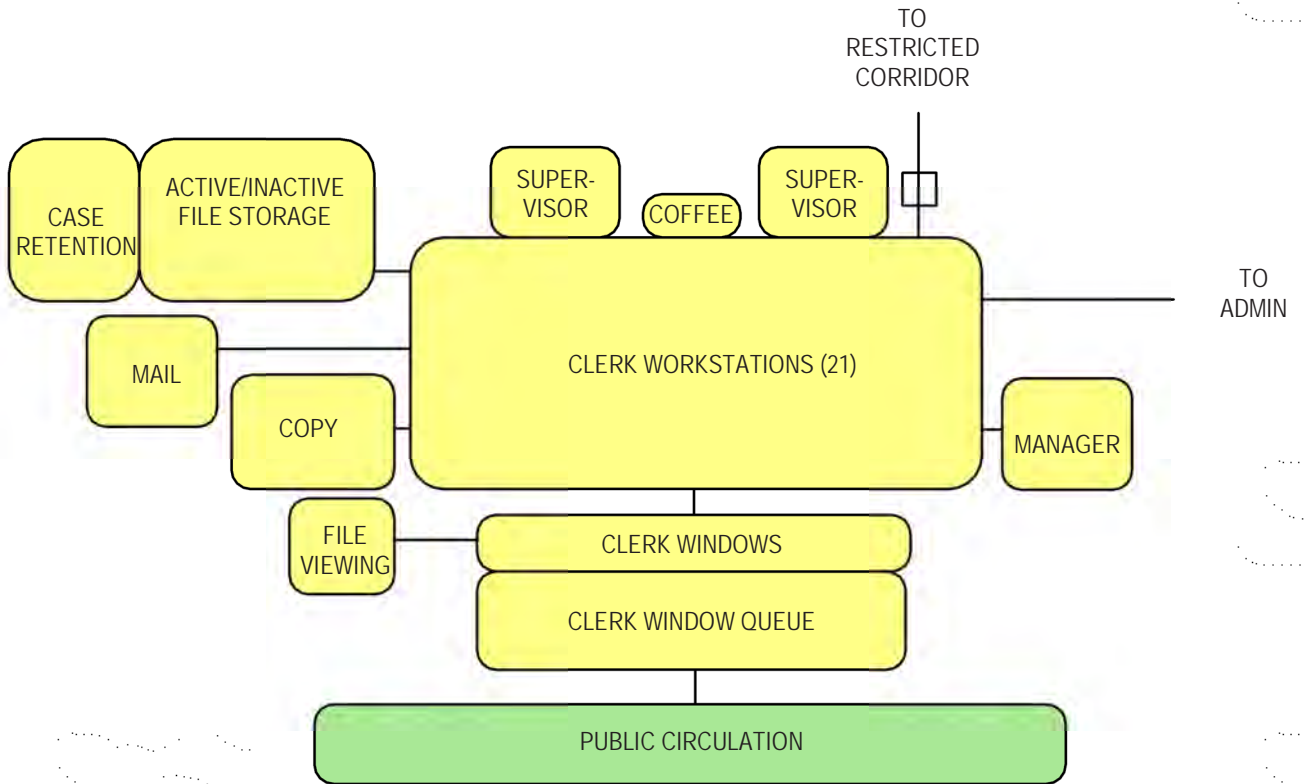 TO
RESTRICTED
CORRIDOR
ACTIVE/INACTIVE
FILE STORAGE
CASE
RETENTION
SUPER-
VISOR
COFFEE
SUPER-
VISOR
TO
ADMIN
MAIL
CLERK WORKSTATIONS (21)
COPY
MANAGER
FILE
VIEWING
CLERK WINDOWS
CLERK WINDOW QUEUE
PUBLIC CIRCULATION